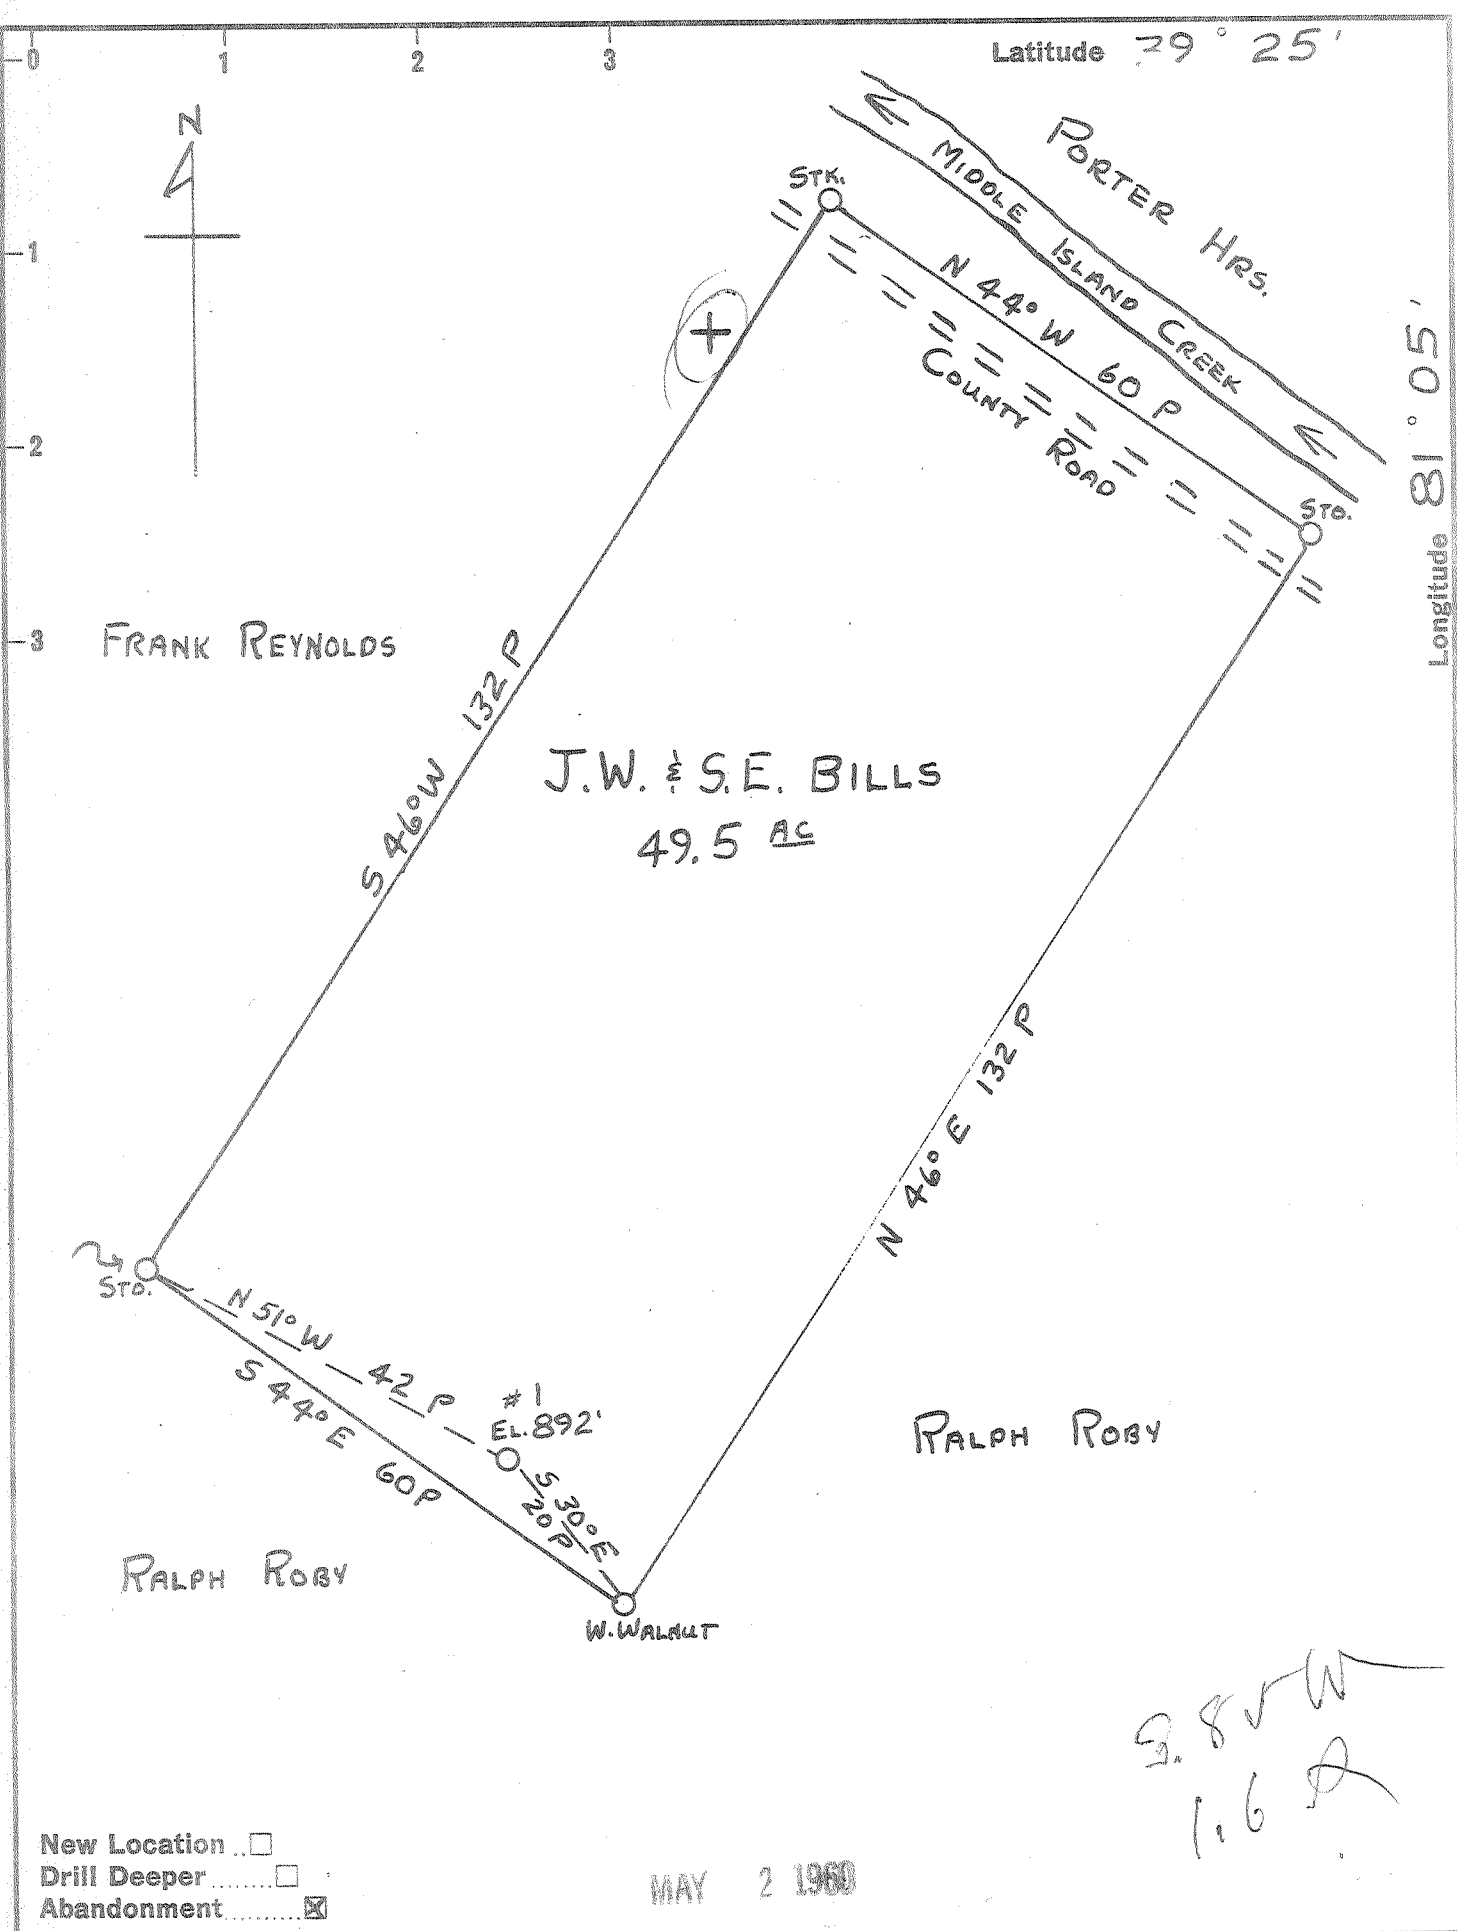 0 1 2 3
Latitude 39° 25'
N
STK.
MIDDLE ISLAND CREEK
PORTER HRS.
1
N 44° W 60 P
COUNTY ROAD
2
Longitude 81° 05'
STO.
3
FRANK REYNOLDS
S 46° W 132 P
J.W. & S.E. BILLS
49.5 AC
N 46° E 132 P
STO.
N 51° W 42 P
S 44° E 60 P
#1
EL. 892'
S 30° E
20 P
RALPH ROBY
RALPH ROBY
W. WALNUT
1.6
New Location ..
Drill Deeper ........
Abandonment ......... ☒
MAY 2 1960